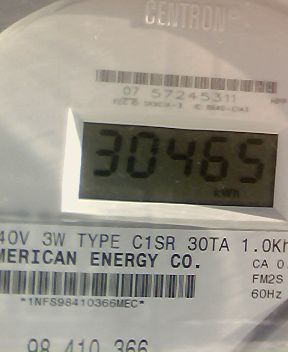 CENTRON
07 57245311
30465
kWh
40V 3W TYPE C1SR 30TA 1.0Kh
MERICAN ENERGY CO.
CA 0.
FM2S
*1NFS98410366MEC*
60Hz
98 410 366